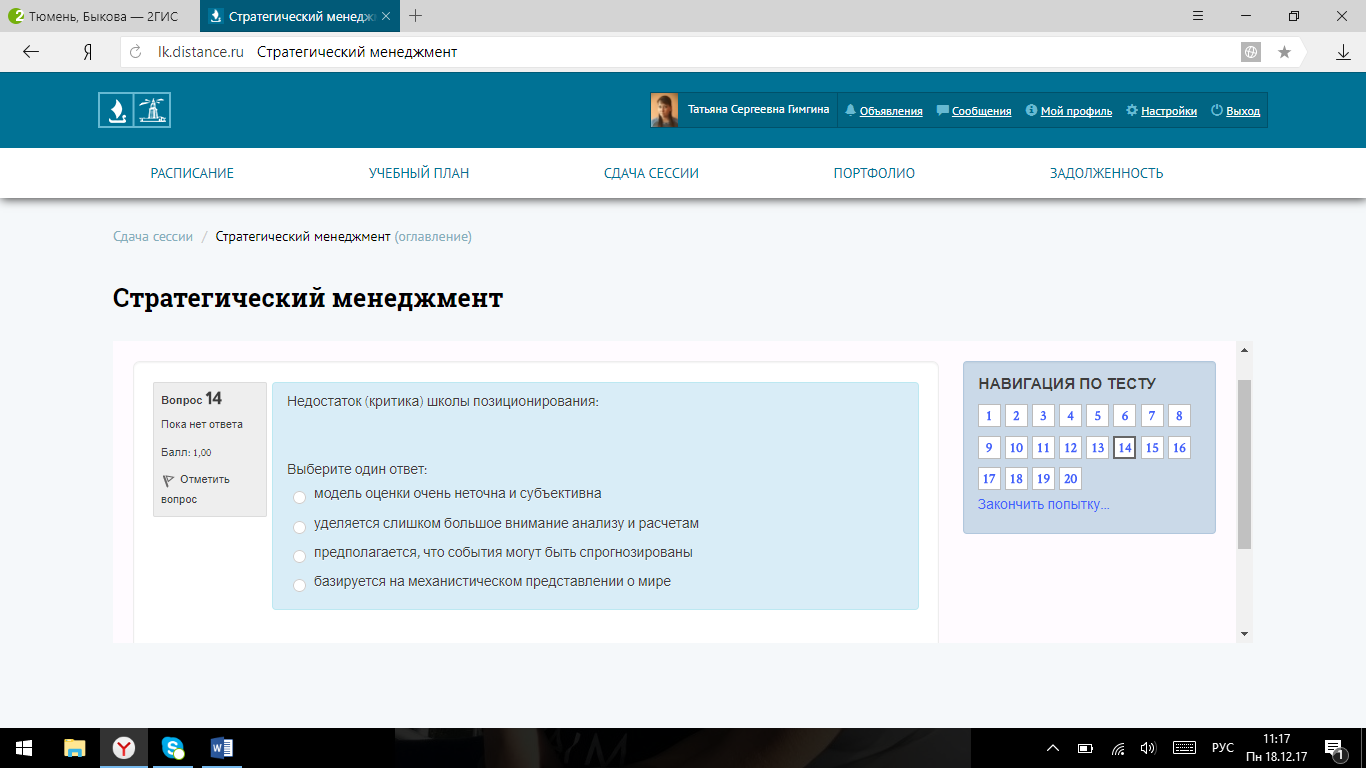 Тюмень, Быкова — 2ГИС
Стратегический менедж
lk.distance.ru Стратегический менеджмент
Татьяна Сергеевна Гимгина
Объявления
Сообщения
Мой профиль
Настройки
Выход
РАСПИСАНИЕ
УЧЕБНЫЙ ПЛАН
СДАЧА СЕССИИ
ПОРТФОЛИО
ЗАДОЛЖЕННОСТЬ
Сдача сессии / Стратегический менеджмент (оглавление)
Стратегический менеджмент
Вопрос 14
Пока нет ответа
Балл: 1,00
Отметить
вопрос
Недостаток (критика) школы позиционирования:
Выберите один ответ:
модель оценки очень неточна и субъективна
уделяется слишком большое внимание анализу и расчетам
предполагается, что события могут быть спрогнозированы
базируется на механистическом представлении о мире
НАВИГАЦИЯ ПО ТЕСТУ
1 2 3 4 5 6 7 8
9 10 11 12 13 14 15 16
17 18 19 20
Закончить попытку...
РУС
11:17
Пн 18.12.17
1